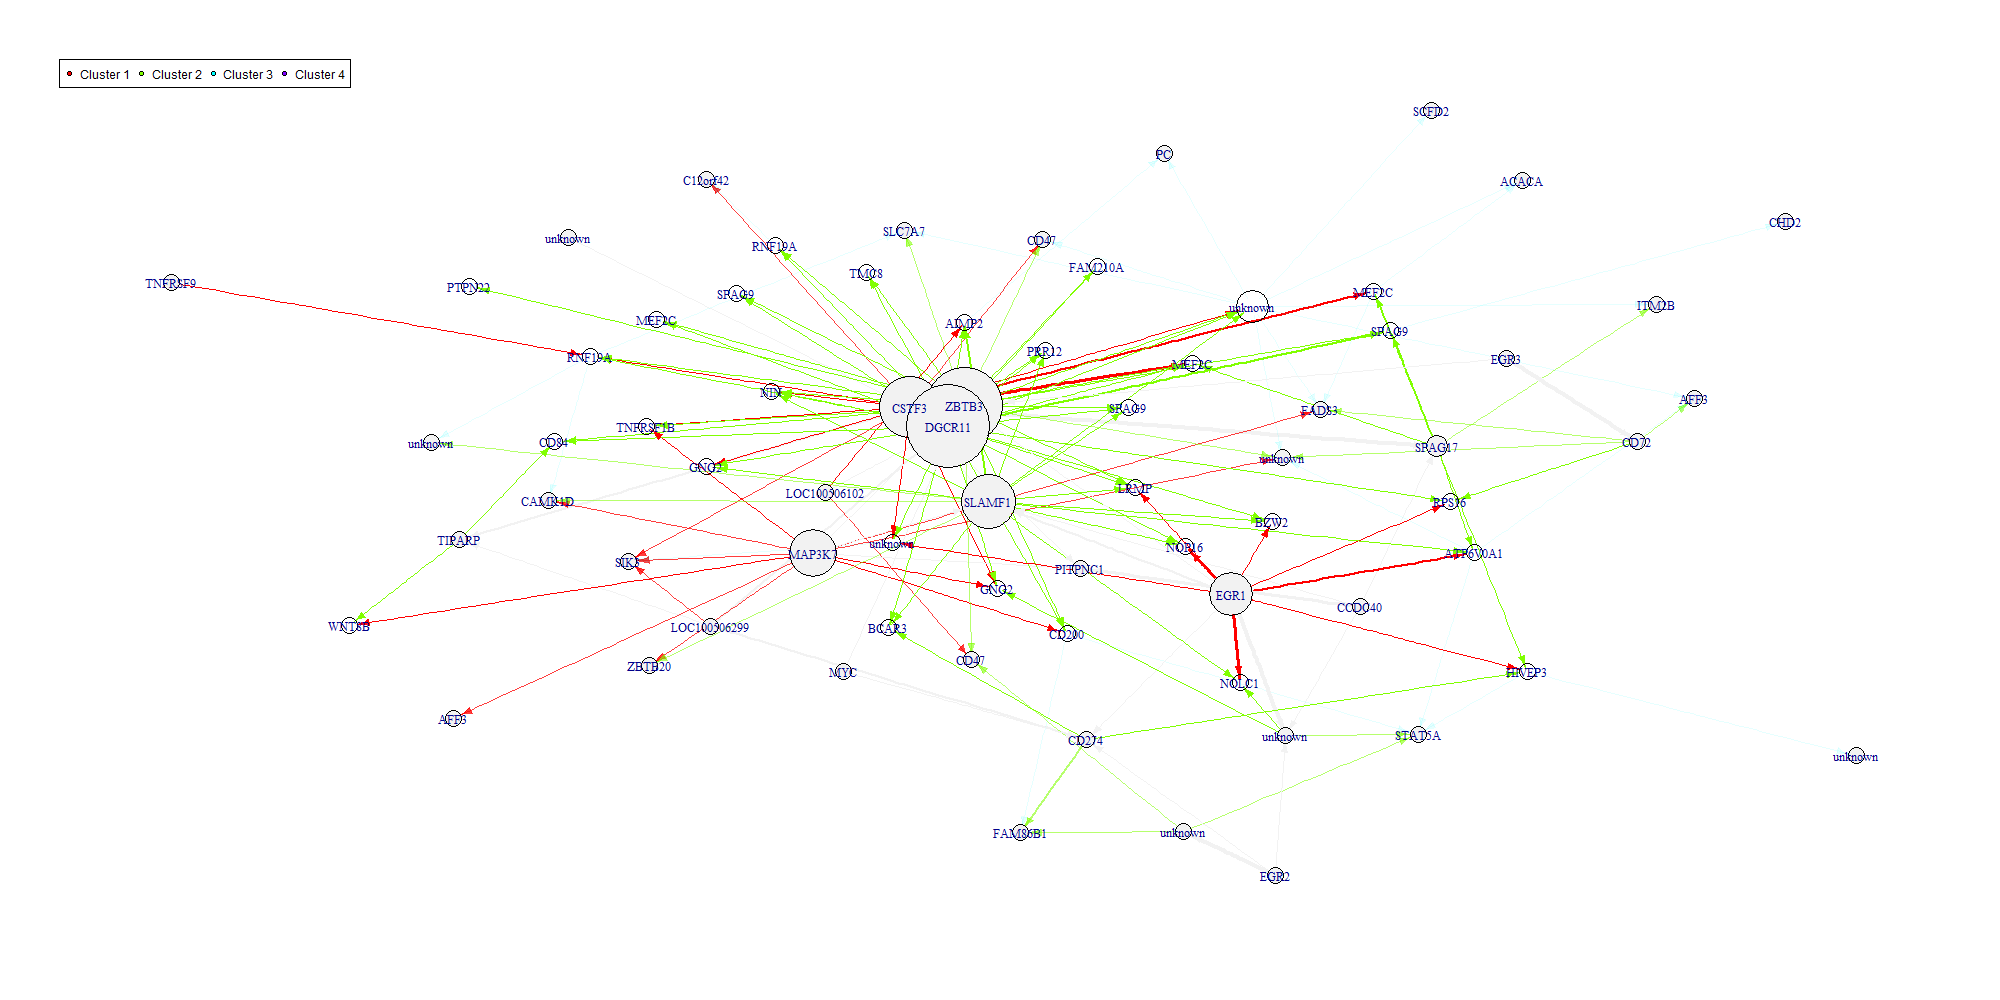 Cluster 1 Cluster 2 Cluster 3 Cluster 4
SCFD2
PC
C12orf42
ACACA
CHD2
SLC7A7
unknown
CD47
RNF19A
FAM210A
TMC8
TNFRSF9
PTPN22
SPAG9
MEF2C
unknown
ITM2B
MEF2C
AIMP2
SPAG9
PRR12
RNF19A
EGR3
MEF2C
NIN
AFF3
CSTF3
ZBTB3
SPAG9
FADS3
TNFRSF1B
DGCR11
unknown
CD84
CD72
SPAG17
unknown
GNG2
LRMP
LOC100506102
CAMK1D
SLAMF1
RPS16
BZW2
TIPARP
unknown
NOP16
MAP3K7
ATP6V0A1
SIK3
PITPNC1
GNG2
EGR1
CCDC40
WNT8B
LOC100506299
BCAR3
CD200
ZBTB20
CD47
MYC
HIVEP3
NOLC1
AFF3
CD274
unknown
STAT5A
unknown
FAM86B1
unknown
EGR2